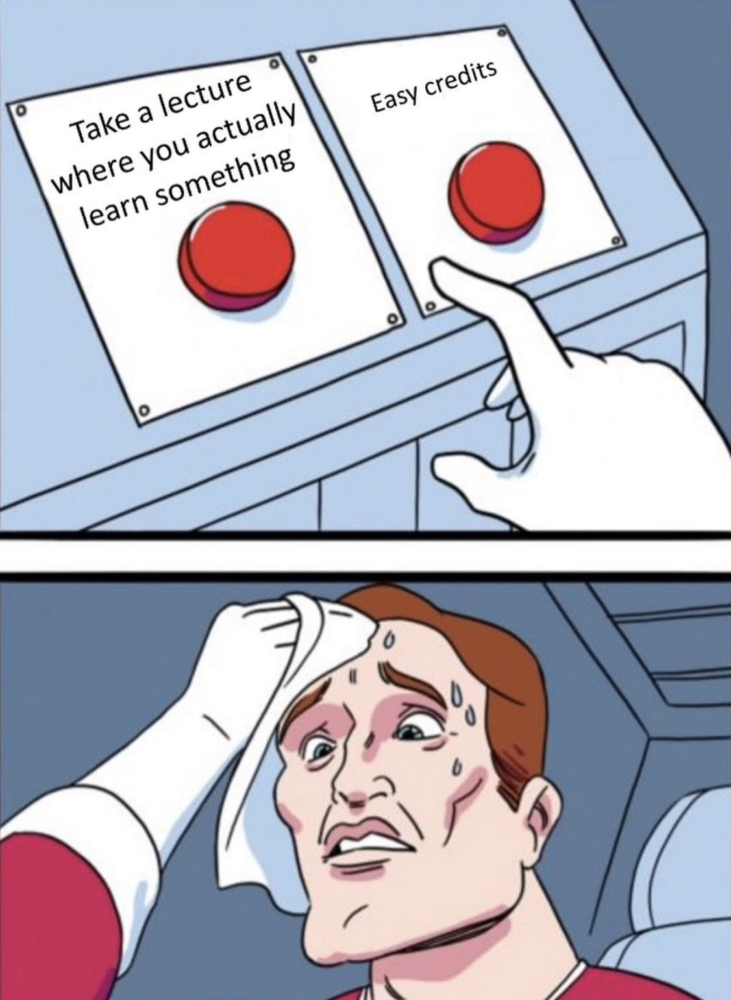 Take a lecture
where you actually
learn something
Easy credits